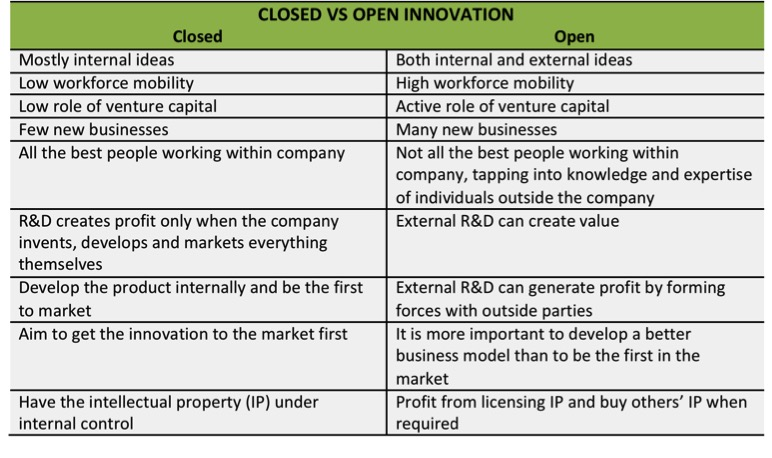 CLOSED VS OPEN INNOVATION
Closed
Open
Mostly internal ideas
Both internal and external ideas
Low workforce mobility
High workforce mobility
Low role of venture capital
Active role of venture capital
Few new businesses
Many new businesses
All the best people working within company
Not all the best people working within
company, tapping into knowledge and expertise
of individuals outside the company
R&D creates profit only when the company
invents, develops and markets everything
themselves
External R&D can create value
Develop the product internally and be the first
to market
External R&D can generate profit by forming
forces with outside parties
Aim to get the innovation to the market first
It is more important to develop a better
business model than to be the first in the
market
Have the intellectual property (IP) under
internal control
Profit from licensing IP and buy others’ IP when
required